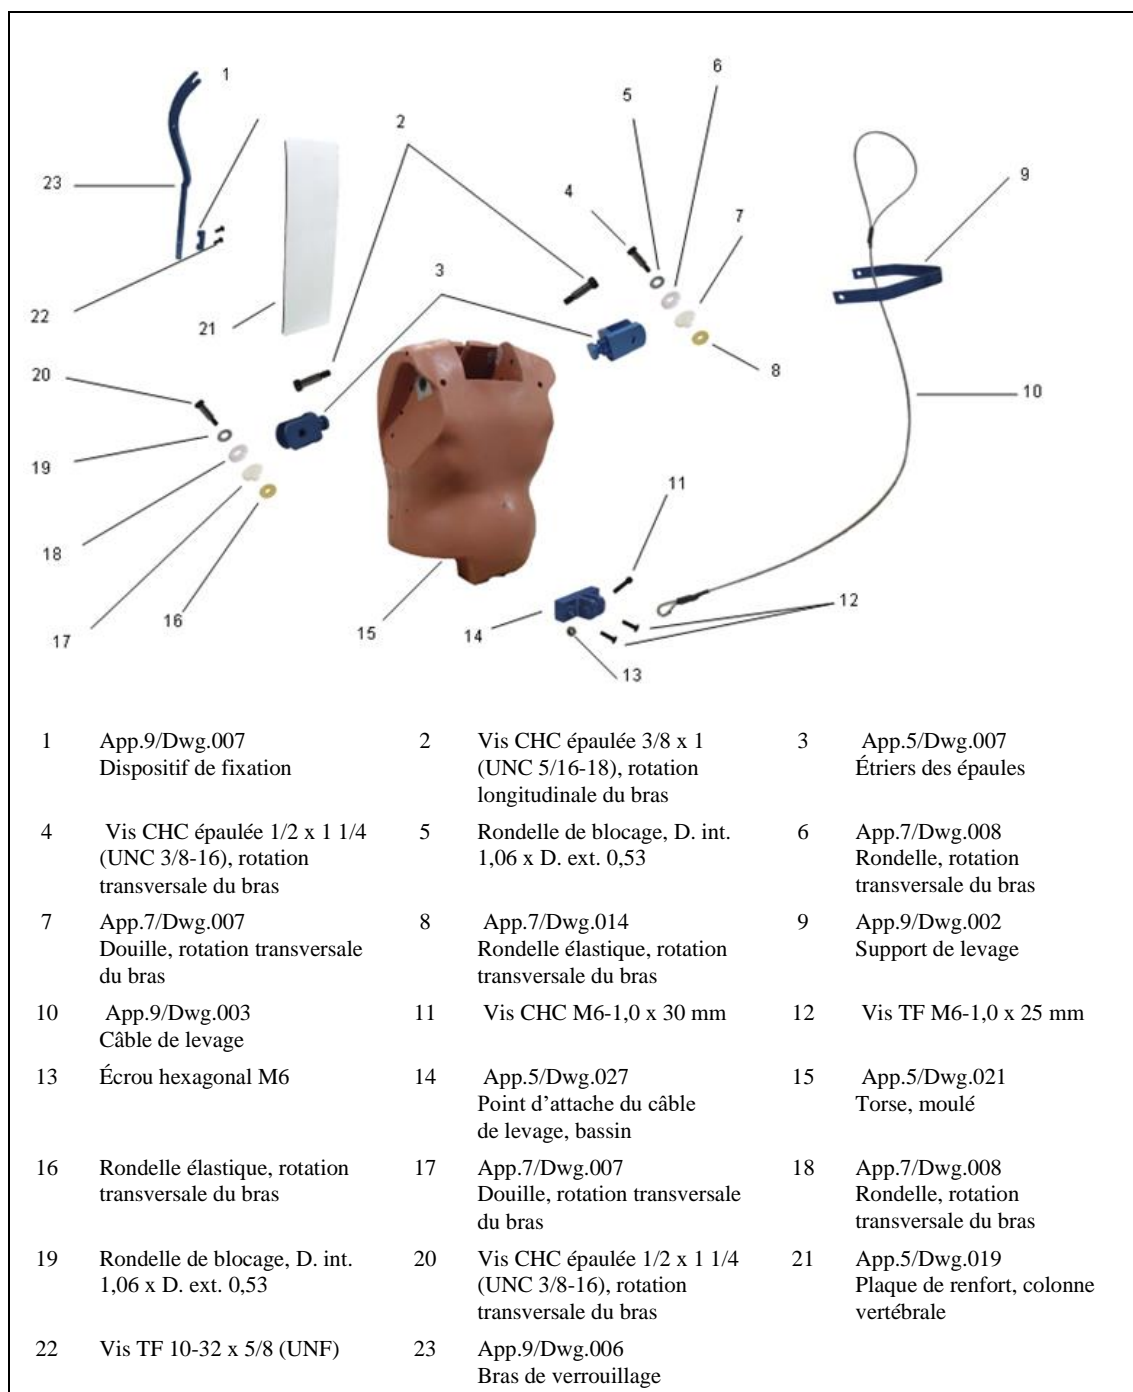 1
6
5
2
4
9
23
7
3
22
21
8
20
10
19
11
18
12
16
15
14
17
13
1 App.9/Dwg.007 2 Vis CHC épaulée 3/8 x 1 3 App.5/Dwg.007
Dispositif de fixation (UNC 5/16-18), rotation Étriers des épaules
longitudinale du bras
4 Vis CHC épaulée 1/2 x 1 1/4 5 Rondelle de blocage, D. int. 6 App.7/Dwg.008
(UNC 3/8-16), rotation 1,06 x D. ext. 0,53 Rondelle, rotation
transversale du bras transversale du bras
7 App.7/Dwg.007 8 App.7/Dwg.014 9 App.9/Dwg.002
Douille, rotation transversale Rondelle élastique, rotation Support de levage
du bras transversale du bras
10 App.9/Dwg.003 11 Vis CHC M6-1,0 x 30 mm 12 Vis TF M6-1,0 x 25 mm
Câble de levage
13 Écrou hexagonal M6 14 App.5/Dwg.027 15 App.5/Dwg.021
Point d’attache du câble Torse, moulé
de levage, bassin
16 Rondelle élastique, rotation 17 App.7/Dwg.007 18 App.7/Dwg.008
transversale du bras Douille, rotation transversale Rondelle, rotation
du bras transversale du bras
19 Rondelle de blocage, D. int. 20 Vis CHC épaulée 1/2 x 1 1/4 21 App.5/Dwg.019
1,06 x D. ext. 0,53 (UNC 3/8-16), rotation Plaque de renfort, colonne
transversale du bras vertébrale
22 Vis TF 10-32 x 5/8 (UNF) 23 App.9/Dwg.006
Bras de verrouillage